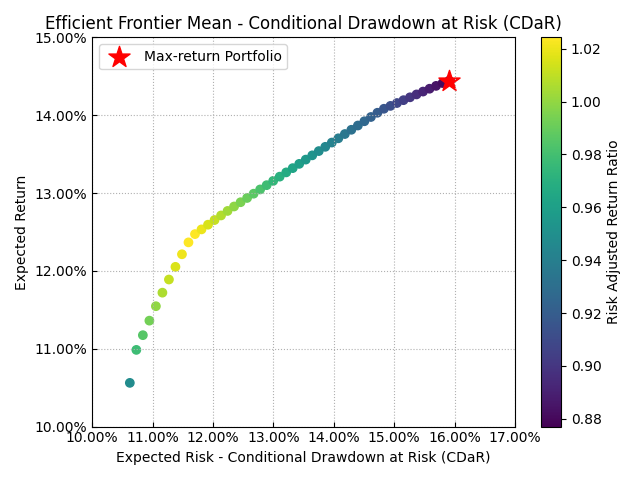 Efficient Frontier Mean - Conditional Drawdown at Risk (CDaR)
Max-return Portfolio
15.00%
14.00%
13.00%
12.00%
11.00%
10.00%
Expected Return
10.00% 11.00% 12.00% 13.00% 14.00% 15.00% 16.00% 17.00%
Expected Risk - Conditional Drawdown at Risk (CDaR)
1.02
1.00
0.98
0.96
0.94
0.92
0.90
0.88
Risk Adjusted Return Ratio